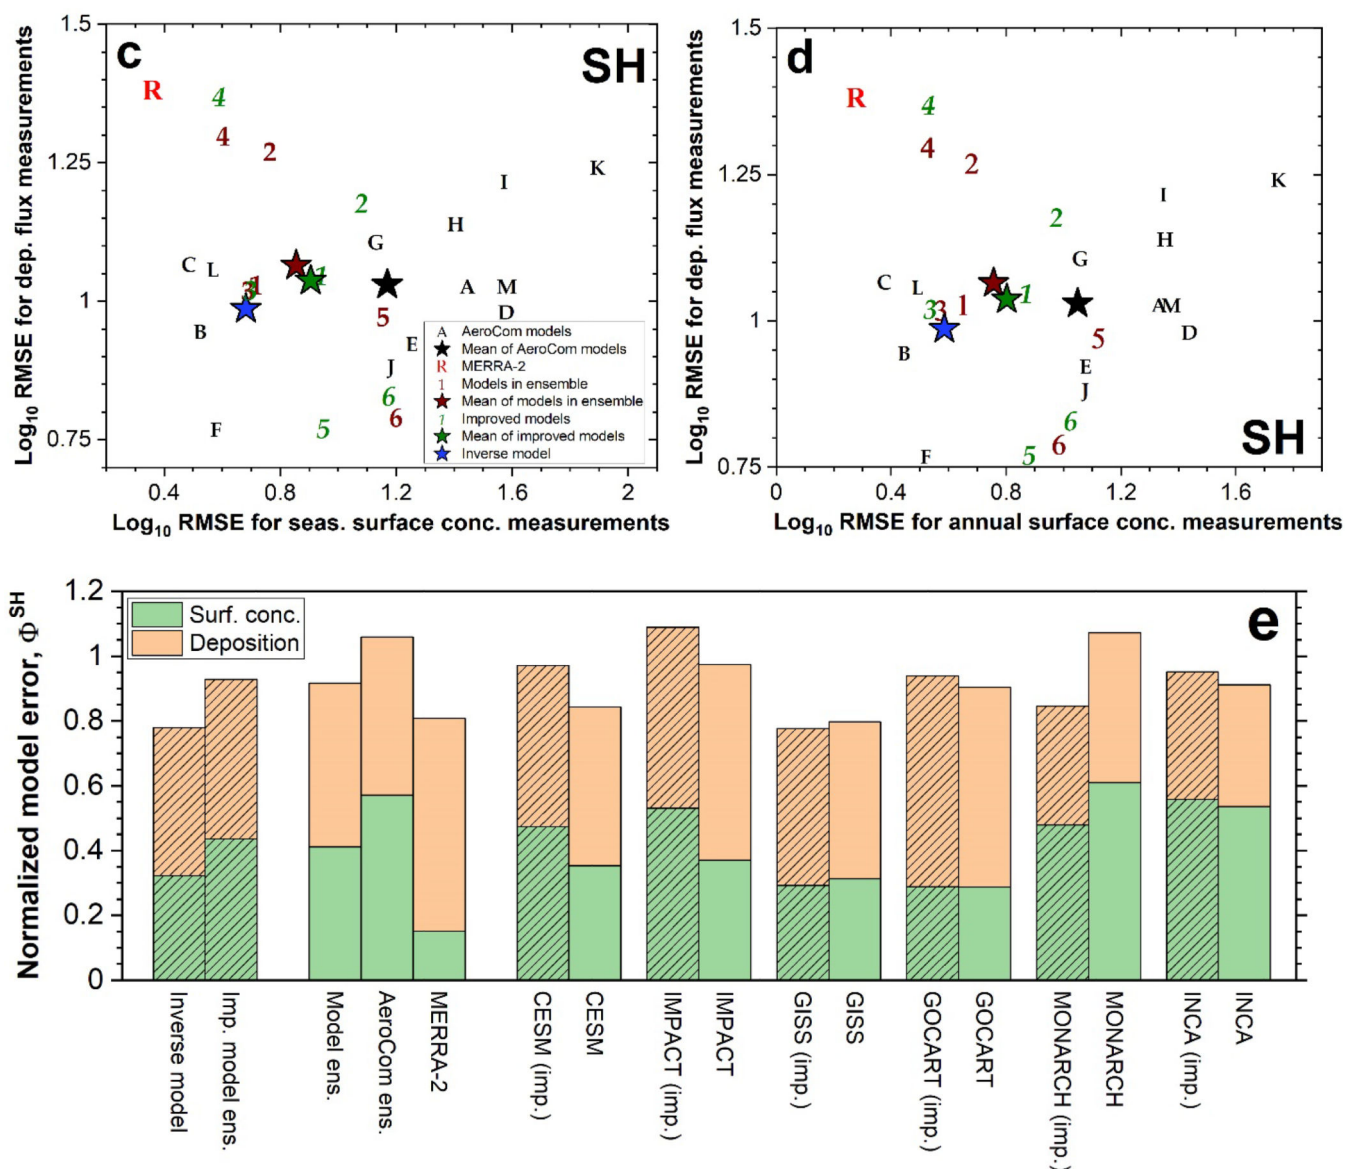 c
SH
Log₁₀ RMSE for dep. flux measurements
1.5
1.25
1
0.75
R
4
4
2
2
K
I
H
G
C
L
1
3
3
1
A
M
D
5
B
E
J
6
6
F
5
A AeroCom models
Mean of AeroCom models
R MERRA-2
1 Models in ensemble
Mean of models in ensemble
1 Improved models
Mean of improved models
Inverse model
0.4 0.8 1.2 1.6 2
Log₁₀ RMSE for seas. surface conc. measurements
d
SH
Log₁₀ RMSE for dep. flux measurements
1.5
1.25
1
0.75
R
4
4
2
2
K
I
H
G
C
L
1
3
3
1
A
M
D
5
B
E
J
6
6
F
5
0 0.4 0.8 1.2 1.6
Log₁₀ RMSE for annual surface conc. measurements
e
Surf. conc.
Deposition
Normalized model error, Φ^SH
1.2
1
0.8
0.6
0.4
0.2
0
Inverse model
Imp. model ens.
Model ens.
AeroCom ens.
MERRA-2
CESM (imp.)
CESM
IMPACT (imp.)
IMPACT
GISS (imp.)
GISS
GOCART (imp.)
GOCART
MONARCH (imp.)
MONARCH
INCA (imp.)
INCA